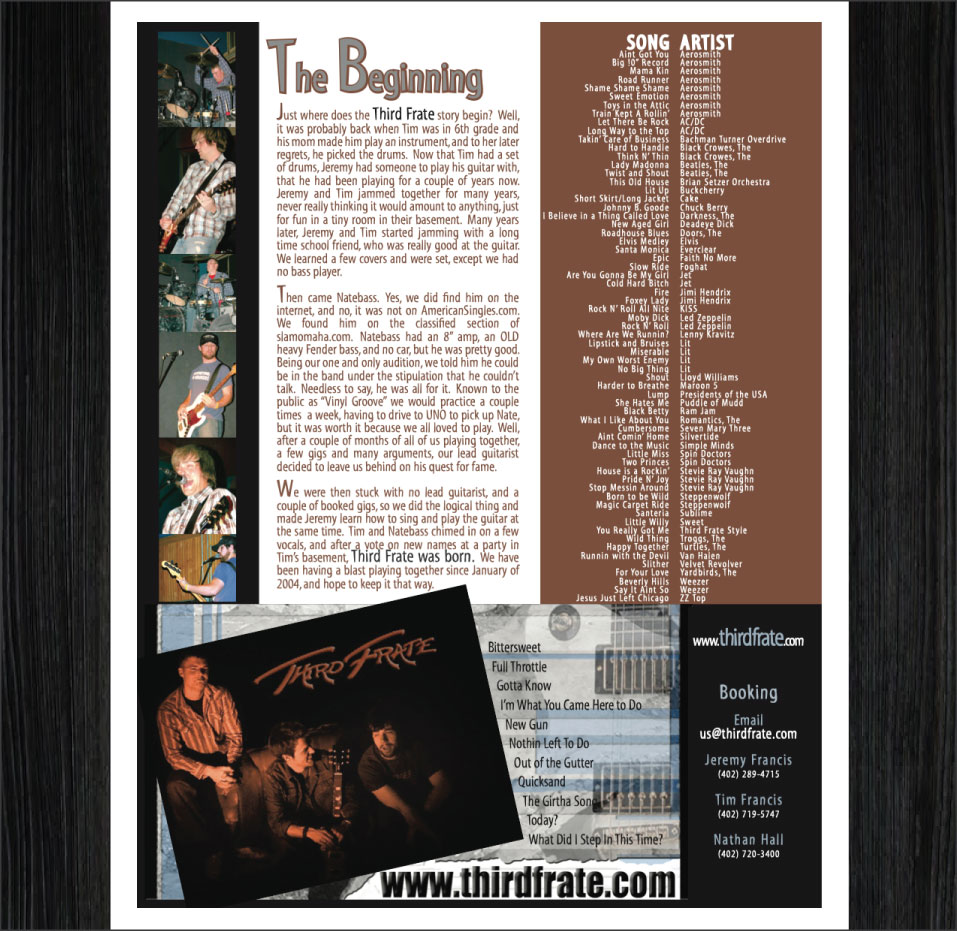 The Beginning
Just where does the Third Frate story begin? Well,
it was probably back when Tim was in 6th grade and
his mom made him play an instrument, and to her later
regrets, he picked the drums. Now that Tim had a set
of drums, Jeremy had someone to play his guitar with,
that he had been playing for a couple of years now.
Jeremy and Tim jammed together for many years,
never really thinking it would amount to anything, just
for fun in a tiny room in their basement. Many years
later, Jeremy and Tim started jamming with a long
time school friend, who was really good at the guitar.
We learned a few covers and were set, except we had
no bass player.
Then came Natebass. Yes, we did find him on the
internet, and no, it was not on AmericanSingles.com.
We found him on the classified section of
slamomaha.com. Natebass had an 8" amp, an OLD
heavy Fender bass, and no car, but he was pretty good.
Being our one and only audition, we told him he could
be in the band under the stipulation that he couldn't
talk. Needless to say, he was all for it. Known to the
public as "Vinyl Groove" we would practice a couple
times a week, having to drive to UNO to pick up Nate,
but it was worth it because we all loved to play. Well,
after a couple of months of all of us playing together,
a few gigs and many arguments, our lead guitarist
decided to leave us behind on his quest for fame.
We were then stuck with no lead guitarist, and a
couple of booked gigs, so we did the logical thing and
made Jeremy learn how to sing and play the guitar at
the same time. Tim and Natebass chimed in on a few
vocals, and after a vote on new names at a party in
Tim's basement, Third Frate was born. We have
been having a blast playing together since January of
2004, and hope to keep it that way.
SONG ARTIST
Aint Got You Aerosmith
Big !0" Record Aerosmith
Mama Kin Aerosmith
Road Runner Aerosmith
Shame Shame Shame Aerosmith
Sweet Emotion Aerosmith
Toys in the Attic Aerosmith
Train Kept A Rollin' Aerosmith
Let There Be Rock AC/DC
Long Way to the Top AC/DC
Takin' Care of Business Bachman Turner Overdrive
Hard to Handle Black Crowes, The
Think N' Thin Black Crowes, The
Lady Madonna Beatles, The
Twist and Shout Beatles, The
This Old House Brian Setzer Orchestra
Lit Up Buckcherry
Short Skirt/Long Jacket Cake
Johnny B. Goode Chuck Berry
I Believe in a Thing Called Love Darkness, The
New Aged Girl Deadeye Dick
Roadhouse Blues Doors, The
Elvis Medley Elvis
Santa Monica Everclear
Epic Faith No More
Slow Ride Foghat
Are You Gonna Be My Girl Jet
Cold Hard Bitch Jet
Fire Jimi Hendrix
Foxey Lady Jimi Hendrix
Rock N' Roll All Nite KISS
Moby Dick Led Zeppelin
Rock N' Roll Led Zeppelin
Where Are We Runnin? Lenny Kravitz
Lipstick and Bruises Lit
Miserable Lit
My Own Worst Enemy Lit
No Big Thing Lit
Shout Lloyd Williams
Harder to Breathe Maroon 5
Lump Presidents of the USA
She Hates Me Puddle of Mudd
Black Betty Ram Jam
What I Like About You Romantics, The
Cumbersome Seven Mary Three
Aint Comin' Home Silvertide
Dance to the Music Simple Minds
Little Miss Spin Doctors
Two Princes Spin Doctors
House is a Rockin' Stevie Ray Vaughn
Pride N' Joy Stevie Ray Vaughn
Stop Messin Around Stevie Ray Vaughn
Born to be Wild Steppenwolf
Magic Carpet Ride Steppenwolf
Santeria Sublime
Little Willy Sweet
You Really Got Me Third Frate Style
Wild Thing Troggs, The
Happy Together Turtles, The
Runnin with the Devil Van Halen
Slither Velvet Revolver
For Your Love Yardbirds, The
Beverly Hills Weezer
Say It Aint So Weezer
Jesus Just Left Chicago ZZ Top
THIRD FRATE
Bittersweet
Full Throttle
Gotta Know
I'm What You Came Here to Do
New Gun
Nothin Left To Do
Out of the Gutter
Quicksand
The Girtha Song
Today?
What Did I Step In This Time?
www.thirdfrate.com
www.thirdfrate.com
Booking
Email
us@thirdfrate.com
Jeremy Francis
(402) 289-4715
Tim Francis
(402) 719-5747
Nathan Hall
(402) 720-3400